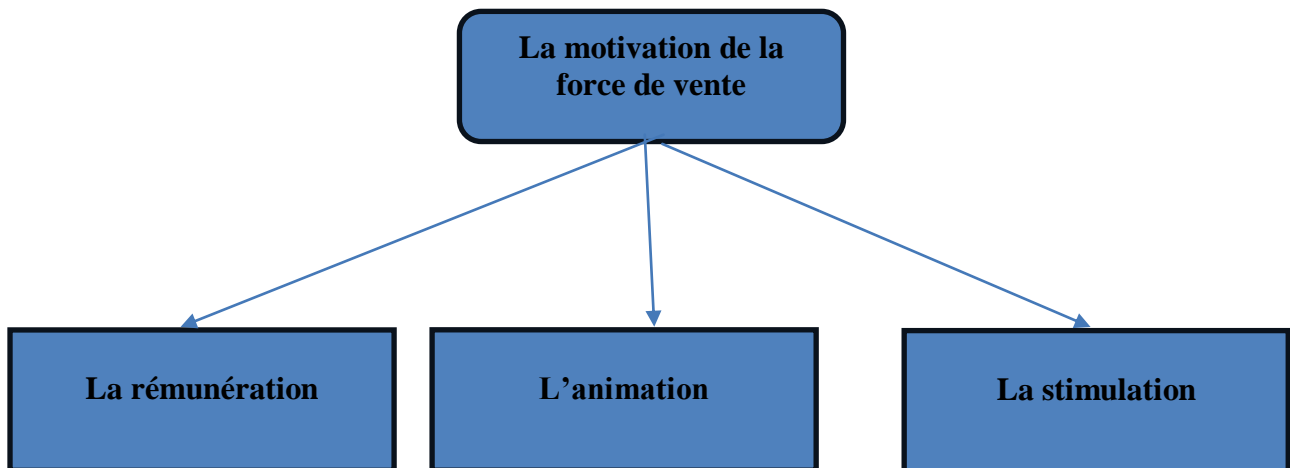 La motivation de la
force de vente
La rémunération
L’animation
La stimulation